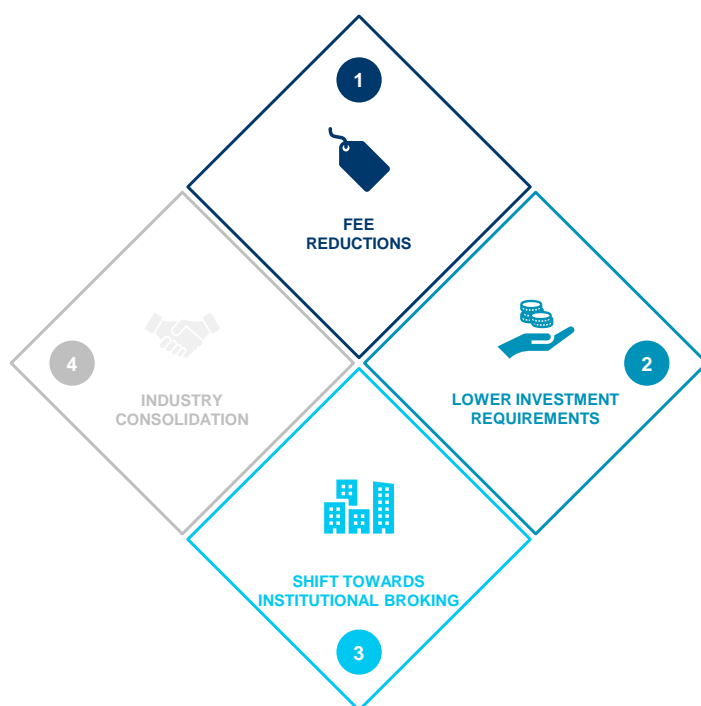 1
FEE
REDUCTIONS
2
LOWER INVESTMENT
REQUIREMENTS
3
SHIFT TOWARDS
INSTITUTIONAL BROKING
4
INDUSTRY
CONSOLIDATION